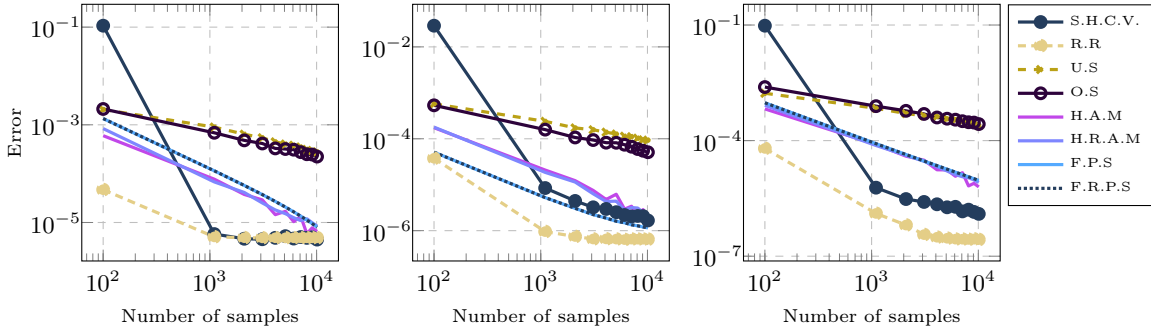 Error
10^-1
10^-3
10^-5
10^2
10^3
10^4
Number of samples
10^-2
10^-4
10^-6
10^2
10^3
10^4
Number of samples
10^-1
10^-4
10^-7
10^2
10^3
10^4
Number of samples
S.H.C.V.
R.R
U.S
O.S
H.A.M
H.R.A.M
F.P.S
F.R.P.S